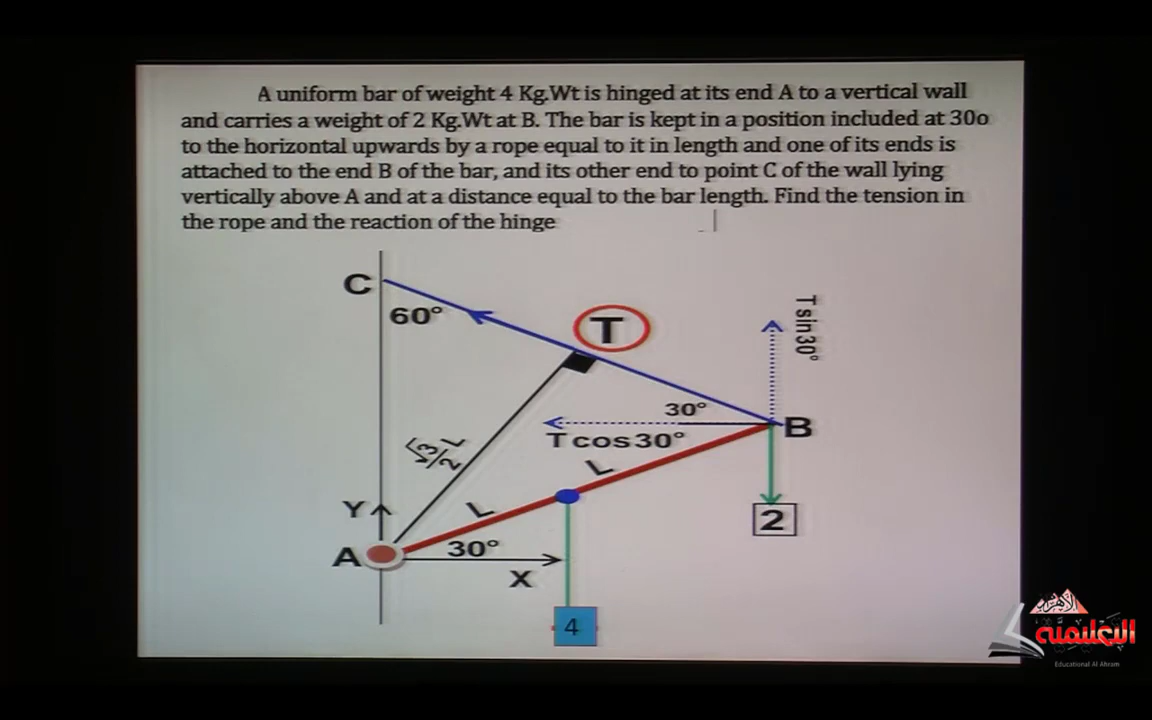 A uniform bar of weight 4 Kg.Wt is hinged at its end A to a vertical wall
and carries a weight of 2 Kg.Wt at B. The bar is kept in a position included at 30o
to the horizontal upwards by a rope equal to it in length and one of its ends is
attached to the end B of the bar, and its other end to point C of the wall lying
vertically above A and at a distance equal to the bar length. Find the tension in
the rope and the reaction of the hinge
C
60°
T
T sin30°
30°
B
T cos30°
√3/2 L
L
L
Y
2
A
30°
X
4
الأهرام
التعليمية
Educational Al Ahram